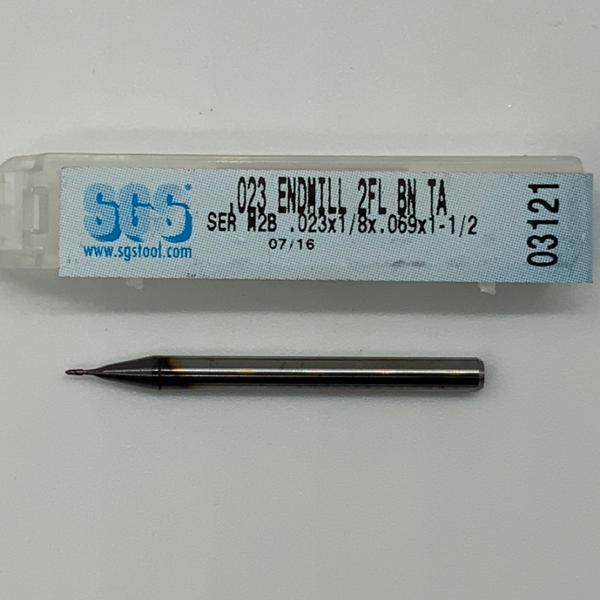 SGS
www.sgstool.com
.023 ENDMILL 2FL BN TA
SER M2B .023x1/8x.069x1-1/2
07/16
03121